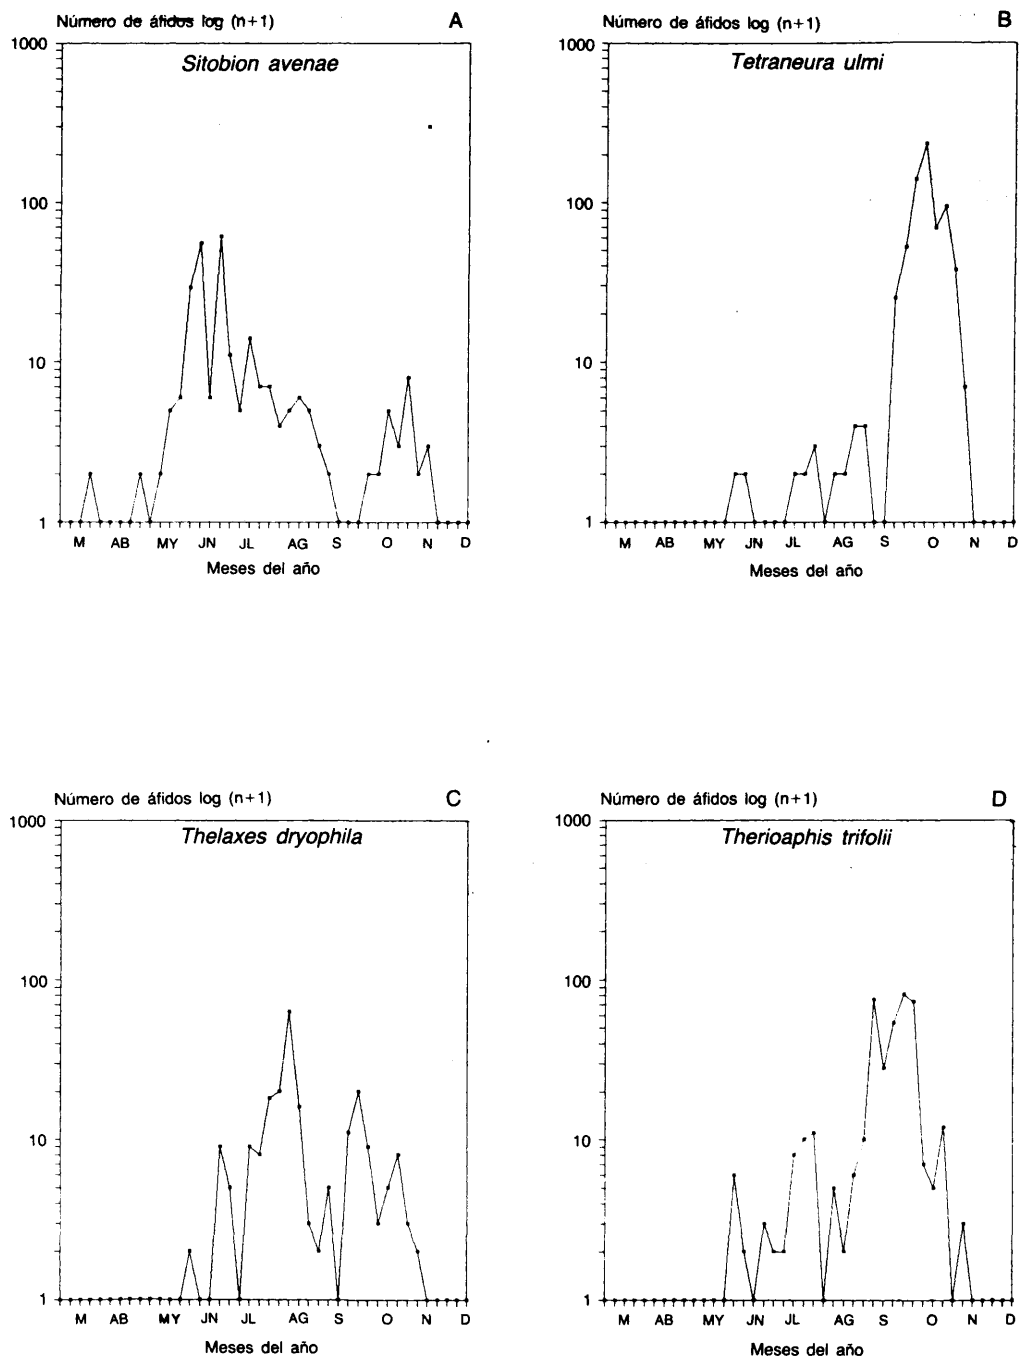 Número de áfidos log (n+1) A
Sitobion avenae
1000
100
10
1
M AB MY JN JL AG S O N D
Meses del año
Número de áfidos log (n+1) B
Tetraneura ulmi
1000
100
10
1
M AB MY JN JL AG S O N D
Meses del año
Número de áfidos log (n+1) C
Thelaxes dryophila
1000
100
10
1
M AB MY JN JL AG S O N D
Meses del año
Número de áfidos log (n+1) D
Therioaphis trifolii
1000
100
10
1
M AB MY JN JL AG S O N D
Meses del año